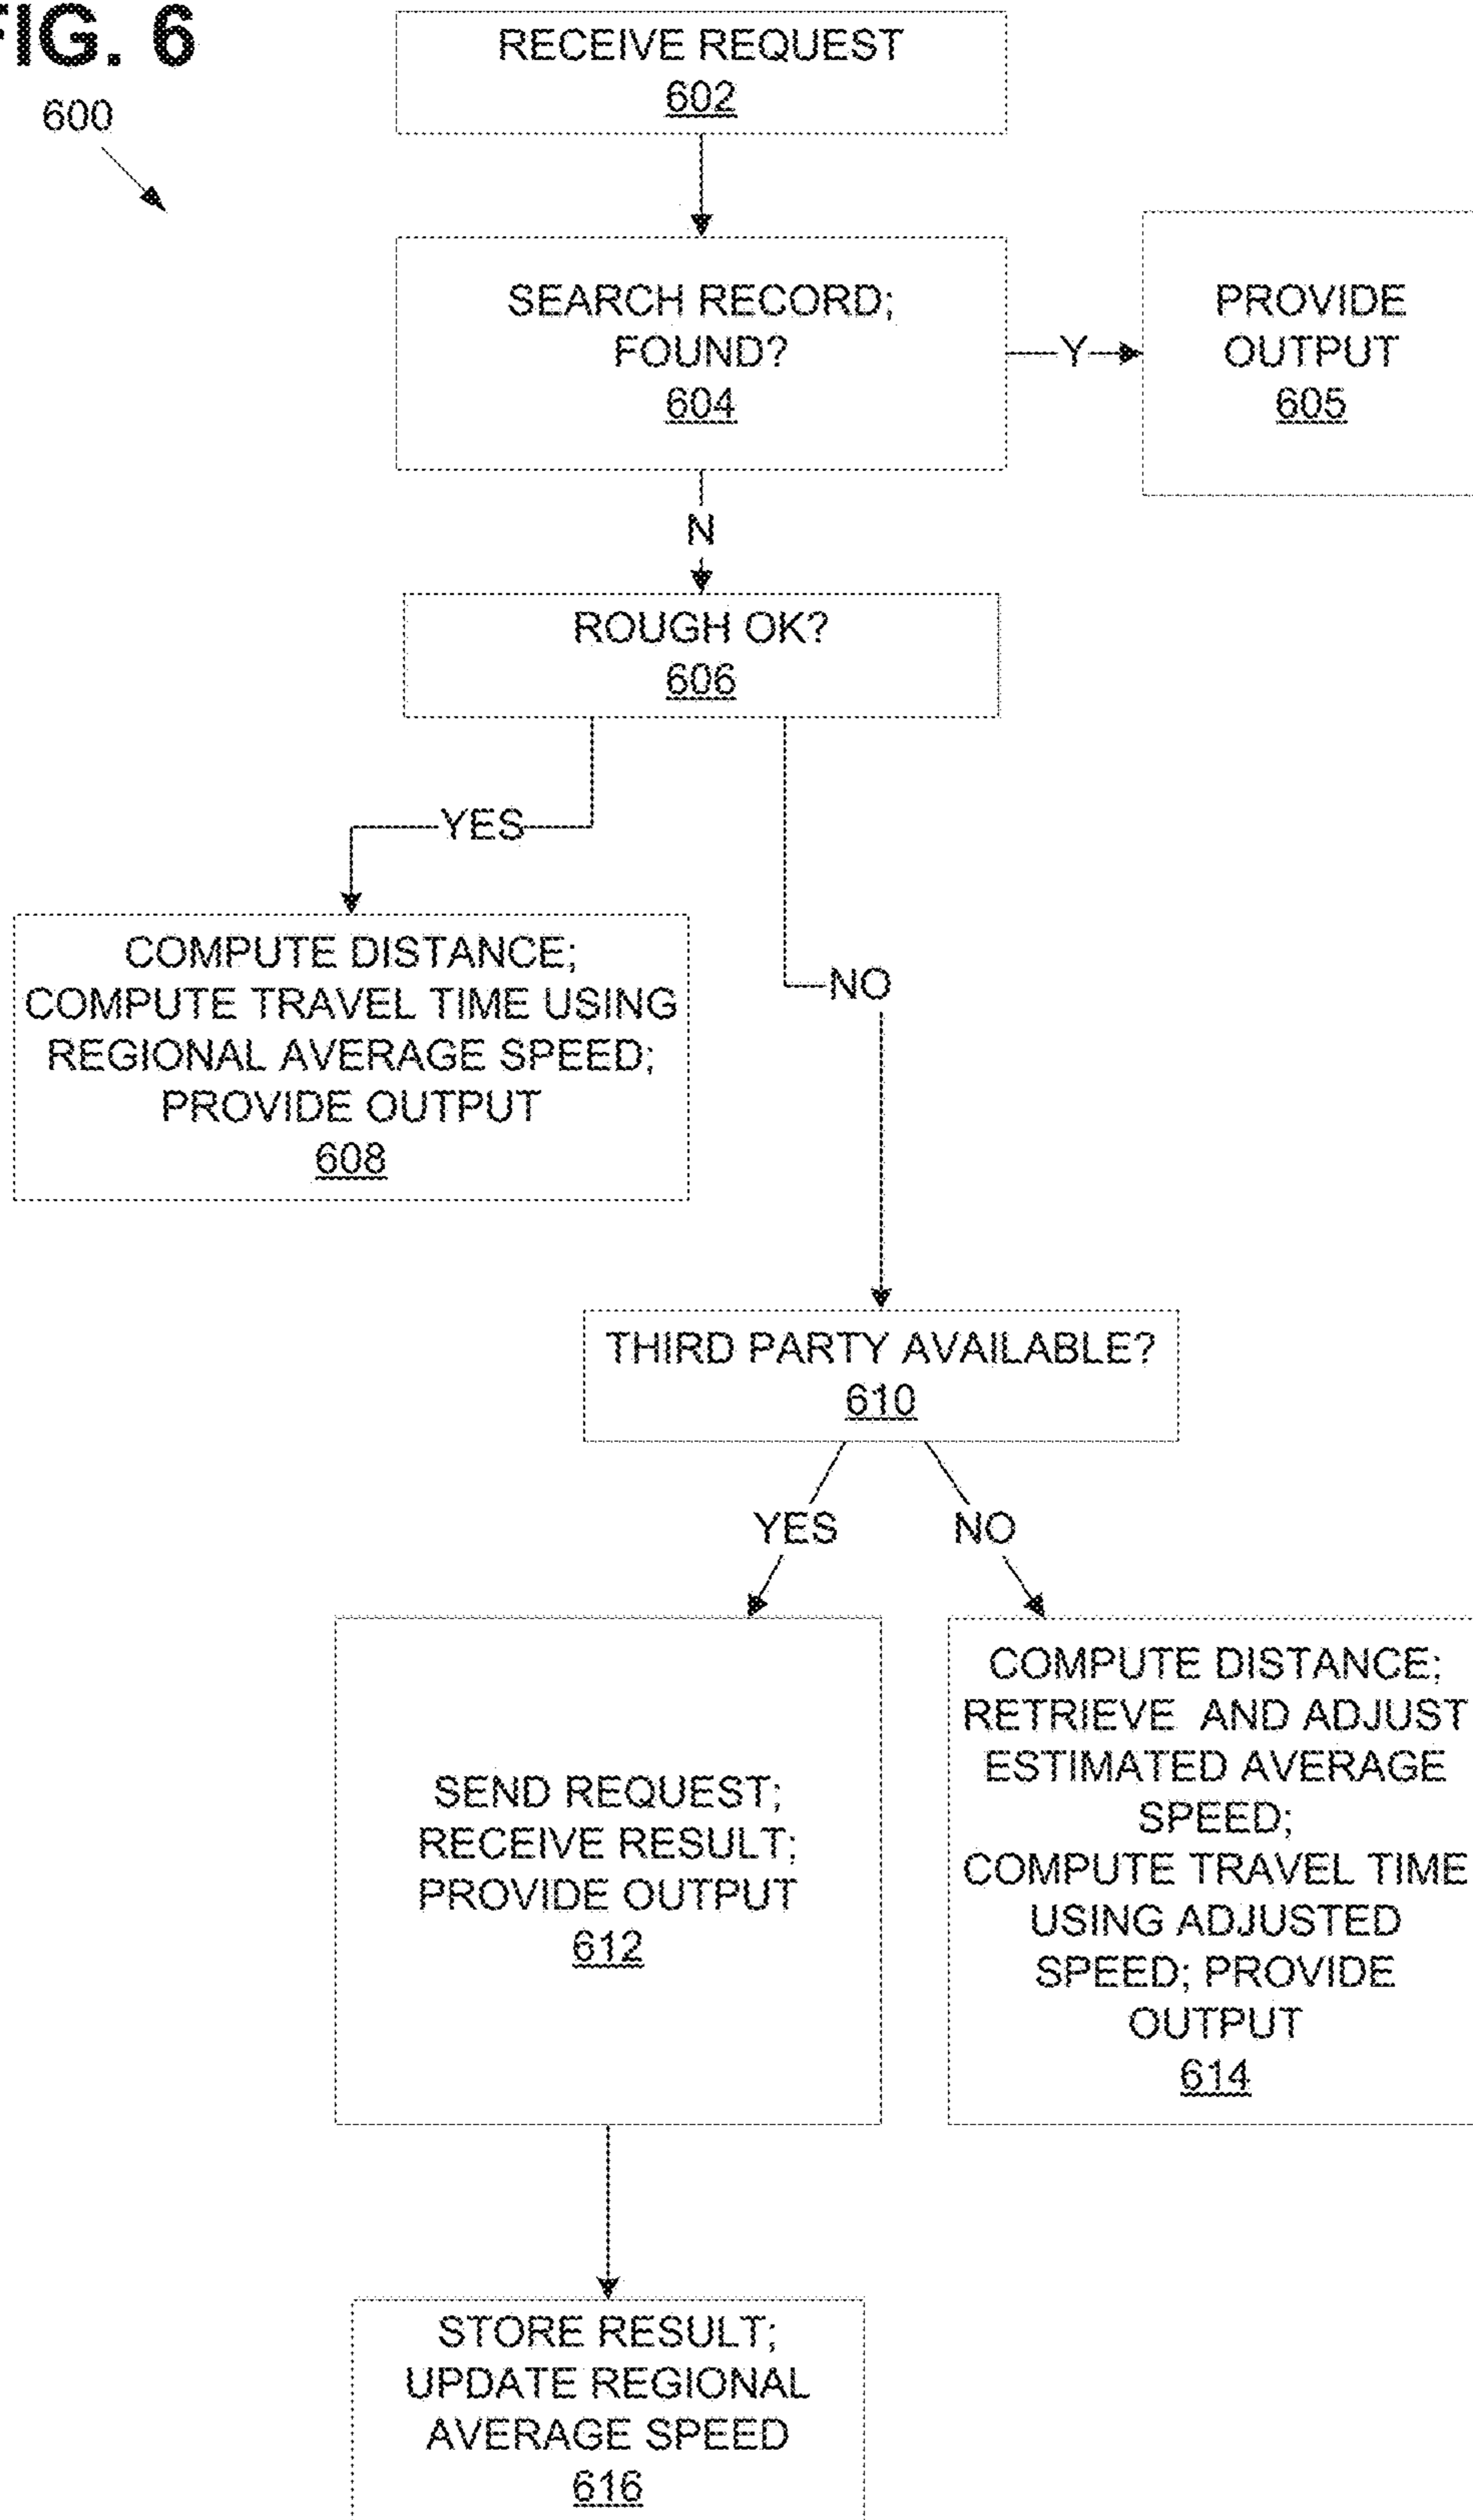 FIG. 6
600
RECEIVE REQUEST
602
SEARCH RECORD;
FOUND?
604
Y
PROVIDE
OUTPUT
605
N
ROUGH OK?
606
YES
NO
COMPUTE DISTANCE;
COMPUTE TRAVEL TIME USING
REGIONAL AVERAGE SPEED;
PROVIDE OUTPUT
608
THIRD PARTY AVAILABLE?
610
YES
NO
SEND REQUEST;
RECEIVE RESULT;
PROVIDE OUTPUT
612
COMPUTE DISTANCE;
RETRIEVE AND ADJUST
ESTIMATED AVERAGE
SPEED;
COMPUTE TRAVEL TIME
USING ADJUSTED
SPEED; PROVIDE
OUTPUT
614
STORE RESULT;
UPDATE REGIONAL
AVERAGE SPEED
616